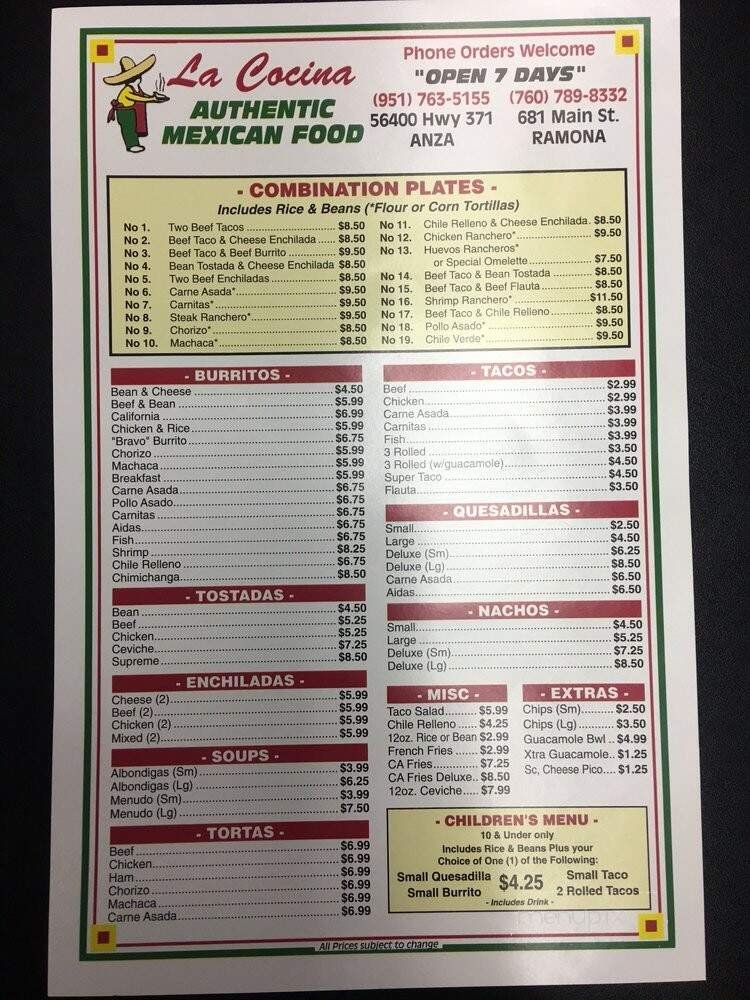 La Cocina
AUTHENTIC
MEXICAN FOOD
Phone Orders Welcome
"OPEN 7 DAYS"
(951) 763-5155 (760) 789-8332
56400 Hwy 371 681 Main St.
ANZA RAMONA
- COMBINATION PLATES -
Includes Rice & Beans (*Flour or Corn Tortillas)
No 1. Two Beef Tacos $8.50
No 2. Beef Taco & Cheese Enchilada $8.50
No 3. Beef Taco & Beef Burrito $9.50
No 4. Bean Tostada & Cheese Enchilada $8.50
No 5. Two Beef Enchiladas $8.50
No 6. Carne Asada* $9.50
No 7. Carnitas* $9.50
No 8. Steak Ranchero* $9.50
No 9. Chorizo* $8.50
No 10. Machaca* $8.50
No 11. Chile Relleno & Cheese Enchilada. $8.50
No 12. Chicken Ranchero* $9.50
No 13. Huevos Rancheros*
or Special Omelette $7.50
No 14. Beef Taco & Bean Tostada $8.50
No 15. Beef Taco & Beef Flauta $8.50
No 16. Shrimp Ranchero* $11.50
No 17. Beef Taco & Chile Relleno $8.50
No 18. Pollo Asado* $9.50
No 19. Chile Verde* $9.50
- BURRITOS -
Bean & Cheese $4.50
Beef & Bean $5.99
California $6.99
Chicken & Rice $5.99
"Bravo" Burrito $6.75
Chorizo $5.99
Machaca $5.99
Breakfast $5.99
Carne Asada $6.75
Pollo Asado $6.75
Carnitas $6.75
Aidas $6.75
Fish $6.75
Shrimp $8.25
Chile Relleno $6.75
Chimichanga $8.50
- TOSTADAS -
Bean $4.50
Beef $5.25
Chicken $5.25
Ceviche $7.25
Supreme $8.50
- ENCHILADAS -
Cheese (2) $5.99
Beef (2) $5.99
Chicken (2) $5.99
Mixed (2) $5.99
- SOUPS -
Albondigas (Sm) $3.99
Albondigas (Lg) $6.25
Menudo (Sm) $3.99
Menudo (Lg) $7.50
- TORTAS -
Beef $6.99
Chicken $6.99
Ham $6.99
Chorizo $6.99
Machaca $6.99
Carne Asada $6.99
- TACOS -
Beef $2.99
Chicken $2.99
Carne Asada $3.99
Carnitas $3.99
Fish $3.99
3 Rolled $3.50
3 Rolled (w/guacamole) $4.50
Super Taco $4.50
Flauta $3.50
- QUESADILLAS -
Small $2.50
Large $4.50
Deluxe (Sm) $6.25
Deluxe (Lg) $8.50
Carne Asada $6.50
Aidas $6.50
- NACHOS -
Small $4.50
Large $5.25
Deluxe (Sm) $7.25
Deluxe (Lg) $8.50
- MISC -
Taco Salad $5.99
Chile Relleno $4.25
12oz. Rice or Bean $2.99
French Fries $2.99
CA Fries $7.25
CA Fries Deluxe $8.50
12oz. Ceviche $7.99
- EXTRAS -
Chips (Sm) $2.50
Chips (Lg) $3.50
Guacamole Bwl $4.99
Xtra Guacamole $1.25
Sc, Cheese Pico $1.25
- CHILDREN'S MENU -
10 & Under only
Includes Rice & Beans Plus your
Choice of One (1) of the Following:
Small Quesadilla Small Taco
$4.25
Small Burrito 2 Rolled Tacos
- Includes Drink -
All Prices subject to change